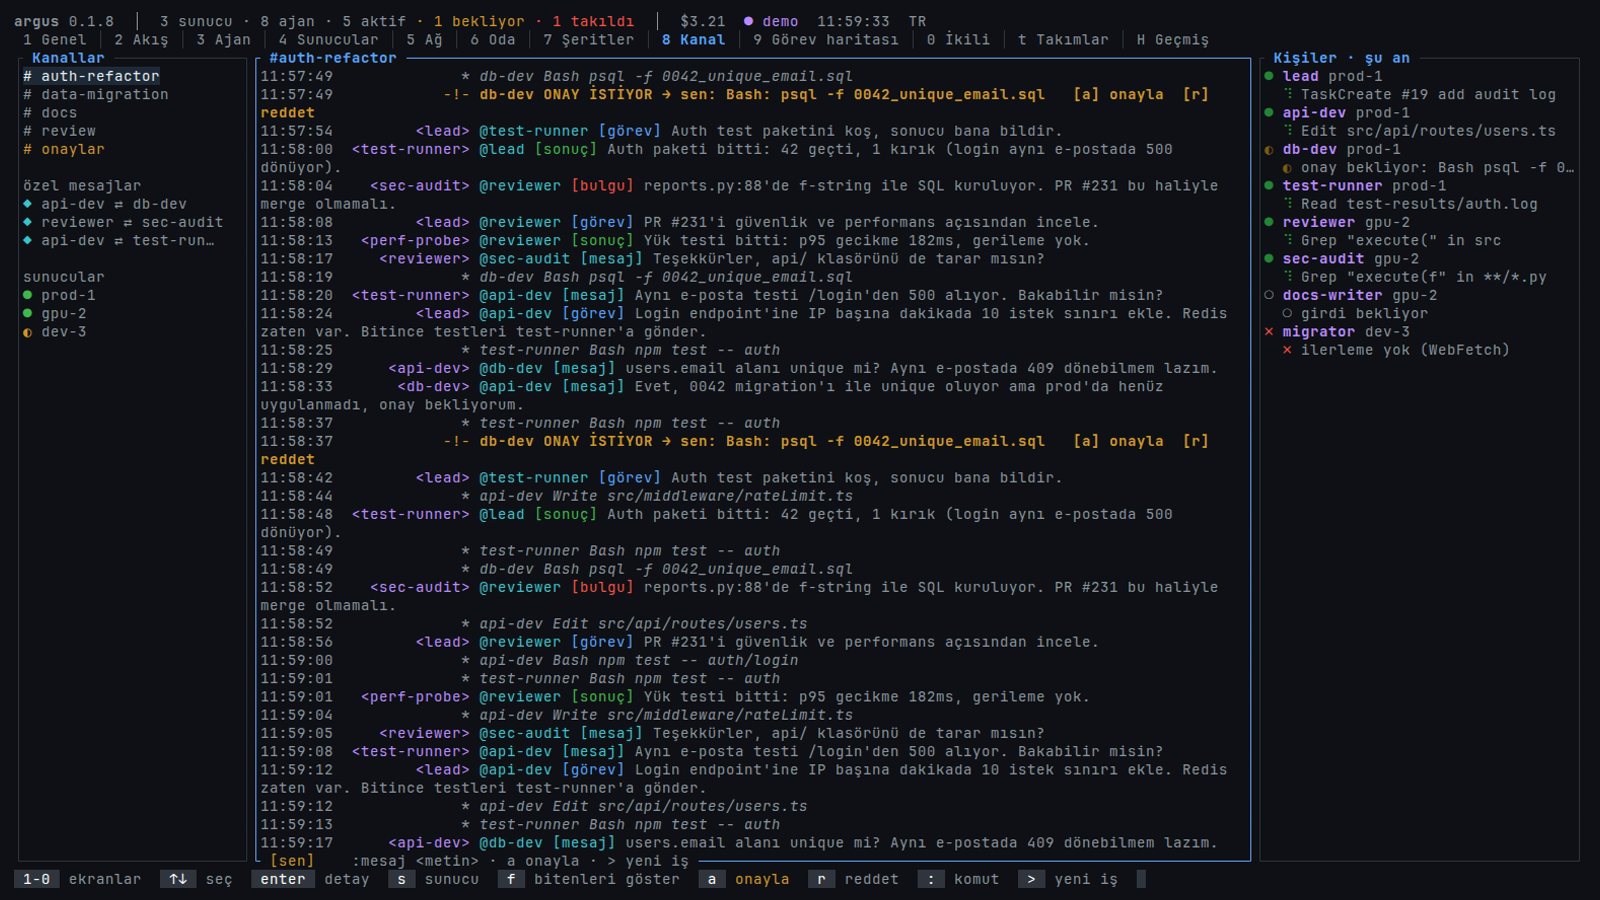 argus 0.1.8 │ 3 sunucu · 8 ajan · 5 aktif · 1 bekliyor · 1 takıldı │ $3.21 ● demo 11:59:33 TR
1 Genel │ 2 Akış │ 3 Ajan │ 4 Sunucular │ 5 Ağ │ 6 Oda │ 7 Şeritler │ 8 Kanal │ 9 Görev haritası │ 0 İkili │ t Takımlar │ H Geçmiş
Kanallar
# auth-refactor
# data-migration
# docs
# review
# onaylar
özel mesajlar
◆ api-dev ⇄ db-dev
◆ reviewer ⇄ sec-audit
◆ api-dev ⇄ test-run…
sunucular
● prod-1
● gpu-2
◐ dev-3
#auth-refactor
11:57:49 * db-dev Bash psql -f 0042_unique_email.sql
11:57:49 -!- db-dev ONAY İSTİYOR → sen: Bash: psql -f 0042_unique_email.sql [a] onayla [r]
reddet
11:57:54 <lead> @test-runner [görev] Auth test paketini koş, sonucu bana bildir.
11:58:00 <test-runner> @lead [sonuç] Auth paketi bitti: 42 geçti, 1 kırık (login aynı e-postada 500
dönüyor).
11:58:04 <sec-audit> @reviewer [bulgu] reports.py:88'de f-string ile SQL kuruluyor. PR #231 bu haliyle
merge olmamalı.
11:58:08 <lead> @reviewer [görev] PR #231'i güvenlik ve performans açısından incele.
11:58:13 <perf-probe> @reviewer [sonuç] Yük testi bitti: p95 gecikme 182ms, gerileme yok.
11:58:17 <reviewer> @sec-audit [mesaj] Teşekkürler, api/ klasörünü de tarar mısın?
11:58:19 * db-dev Bash psql -f 0042_unique_email.sql
11:58:20 <test-runner> @api-dev [mesaj] Aynı e-posta testi /login'den 500 alıyor. Bakabilir misin?
11:58:24 <lead> @api-dev [görev] Login endpoint'ine IP başına dakikada 10 istek sınırı ekle. Redis
zaten var. Bitince testleri test-runner'a gönder.
11:58:25 * test-runner Bash npm test -- auth
11:58:29 <api-dev> @db-dev [mesaj] users.email alanı unique mi? Aynı e-postada 409 dönebilmem lazım.
11:58:33 <db-dev> @api-dev [mesaj] Evet, 0042 migration'ı ile unique oluyor ama prod'da henüz
uygulanmadı, onay bekliyorum.
11:58:37 * test-runner Bash npm test -- auth
11:58:37 -!- db-dev ONAY İSTİYOR → sen: Bash: psql -f 0042_unique_email.sql [a] onayla [r]
reddet
11:58:42 <lead> @test-runner [görev] Auth test paketini koş, sonucu bana bildir.
11:58:44 * api-dev Write src/middleware/rateLimit.ts
11:58:48 <test-runner> @lead [sonuç] Auth paketi bitti: 42 geçti, 1 kırık (login aynı e-postada 500
dönüyor).
11:58:49 * test-runner Bash npm test -- auth
11:58:49 * db-dev Bash psql -f 0042_unique_email.sql
11:58:52 <sec-audit> @reviewer [bulgu] reports.py:88'de f-string ile SQL kuruluyor. PR #231 bu haliyle
merge olmamalı.
11:58:52 * api-dev Edit src/api/routes/users.ts
11:58:56 <lead> @reviewer [görev] PR #231'i güvenlik ve performans açısından incele.
11:59:00 * api-dev Bash npm test -- auth/login
11:59:01 * test-runner Bash npm test -- auth
11:59:01 <perf-probe> @reviewer [sonuç] Yük testi bitti: p95 gecikme 182ms, gerileme yok.
11:59:04 * api-dev Write src/middleware/rateLimit.ts
11:59:05 <reviewer> @sec-audit [mesaj] Teşekkürler, api/ klasörünü de tarar mısın?
11:59:08 <test-runner> @api-dev [mesaj] Aynı e-posta testi /login'den 500 alıyor. Bakabilir misin?
11:59:12 <lead> @api-dev [görev] Login endpoint'ine IP başına dakikada 10 istek sınırı ekle. Redis
zaten var. Bitince testleri test-runner'a gönder.
11:59:12 * api-dev Edit src/api/routes/users.ts
11:59:13 * test-runner Bash npm test -- auth
11:59:17 <api-dev> @db-dev [mesaj] users.email alanı unique mi? Aynı e-postada 409 dönebilmem lazım.
[sen] :mesaj <metin> · a onayla · > yeni iş
Kişiler · şu an
● lead prod-1
TaskCreate #19 add audit log
● api-dev prod-1
Edit src/api/routes/users.ts
◐ db-dev prod-1
◐ onay bekliyor: Bash psql -f 0…
● test-runner prod-1
Read test-results/auth.log
● reviewer gpu-2
Grep "execute(" in src
● sec-audit gpu-2
Grep "execute(f" in **/*.py
○ docs-writer gpu-2
○ girdi bekliyor
✕ migrator dev-3
✕ ilerleme yok (WebFetch)
1-0 ekranlar ↑↓ seç enter detay s sunucu f bitenleri göster a onayla r reddet : komut > yeni iş